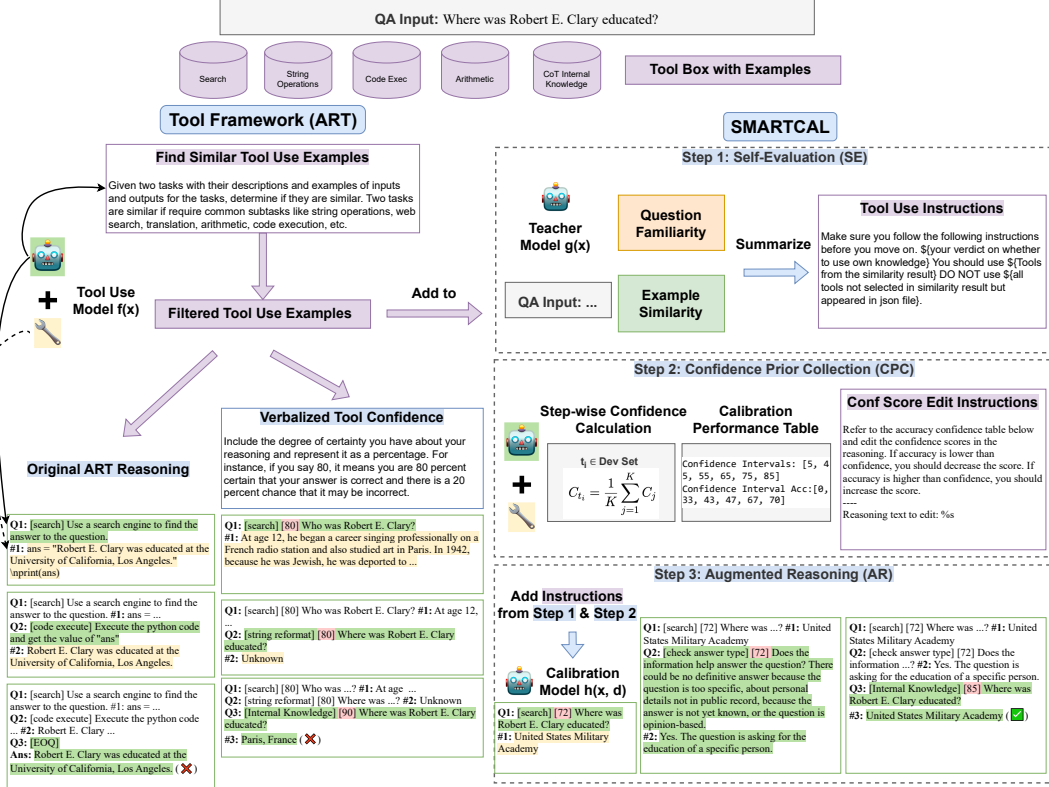 QA Input: Where was Robert E. Clary educated?
Search
String
Operations
Code Exec
Arithmetic
CoT Internal
Knowledge
Tool Box with Examples
Tool Framework (ART)
Find Similar Tool Use Examples
Given two tasks with their descriptions and examples of inputs
and outputs for the tasks, determine if they are similar. Two tasks
are similar if require common subtasks like string operations, web
search, translation, arithmetic, code execution, etc.
Tool Use
Model f(x)
Filtered Tool Use Examples
Add to
Original ART Reasoning
Q1: [search] Use a search engine to find the
answer to the question.
#1: ans = "Robert E. Clary was educated at the
University of California, Los Angeles."
\nprint(ans)
Q1: [search] Use a search engine to find the
answer to the question. #1: ans = ...
Q2: [code execute] Execute the python code
and get the value of "ans"
#2: Robert E. Clary was educated at the
University of California, Los Angeles.
Q1: [search] Use a search engine to find the
answer to the question. #1: ans = ...
Q2: [code execute] Execute the python code
... #2: Robert E. Clary ...
Q3: [EOQ]
Ans: Robert E. Clary was educated at the
University of California, Los Angeles. (❌)
Verbalized Tool Confidence
Include the degree of certainty you have about your
reasoning and represent it as a percentage. For
instance, if you say 80, it means you are 80 percent
certain that your answer is correct and there is a 20
percent chance that it may be incorrect.
Q1: [search] [80] Who was Robert E. Clary?
#1: At age 12, he began a career singing professionally on a
French radio station and also studied art in Paris. In 1942,
because he was Jewish, he was deported to ...
Q1: [search] [80] Who was Robert E. Clary? #1: At age 12,
...
Q2: [string reformat] [80] Where was Robert E. Clary
educated?
#2: Unknown
Q1: [search] [80] Who was ...? #1: At age ...
Q2: [string reformat] [80] Where was ...? #2: Unknown
Q3: [Internal Knowledge] [90] Where was Robert E. Clary
educated?
#3: Paris, France (❌)
SMARTCAL
Step 1: Self-Evaluation (SE)
Teacher
Model g(x)
Question
Familiarity
QA Input: ...
Example
Similarity
Summarize
Tool Use Instructions
Make sure you follow the following instructions
before you move on. ${your verdict on whether
to use own knowledge} You should use ${Tools
from the similarity result} DO NOT use ${all
tools not selected in similarity result but
appeared in json file}.
Step 2: Confidence Prior Collection (CPC)
Step-wise Confidence
Calculation
tᵢ ∈ Dev Set
C_{t_i} = \frac{1}{K} \sum_{j=1}^{K} C_j
Calibration
Performance Table
Confidence Intervals: [5, 4
5, 55, 65, 75, 85]
Confidence Interval Acc:[0,
33, 43, 47, 67, 70]
Conf Score Edit Instructions
Refer to the accuracy confidence table below
and edit the confidence scores in the
reasoning. If accuracy is lower than
confidence, you should decrease the score. If
accuracy is higher than confidence, you should
increase the score.
----
Reasoning text to edit: %s
Step 3: Augmented Reasoning (AR)
Add Instructions
from Step 1 & Step 2
Calibration
Model h(x, d)
Q1: [search] [72] Where was
Robert E. Clary educated?
#1: United States Military
Academy
Q1: [search] [72] Where was ...? #1: United
States Military Academy
Q2: [check answer type] [72] Does the
information help answer the question? There
could be no definitive answer because the
question is too specific, about personal
details not in public record, because the
answer is not yet known, or the question is
opinion-based.
#2: Yes. The question is asking for the
education of a specific person.
Q1: [search] [72] Where was ...? #1: United
States Military Academy
Q2: [check answer type] [72] Does the
information ...? #2: Yes. The question is
asking for the education of a specific person.
Q3: [Internal Knowledge] [85] Where was
Robert E. Clary educated?
#3: United States Military Academy (✅)